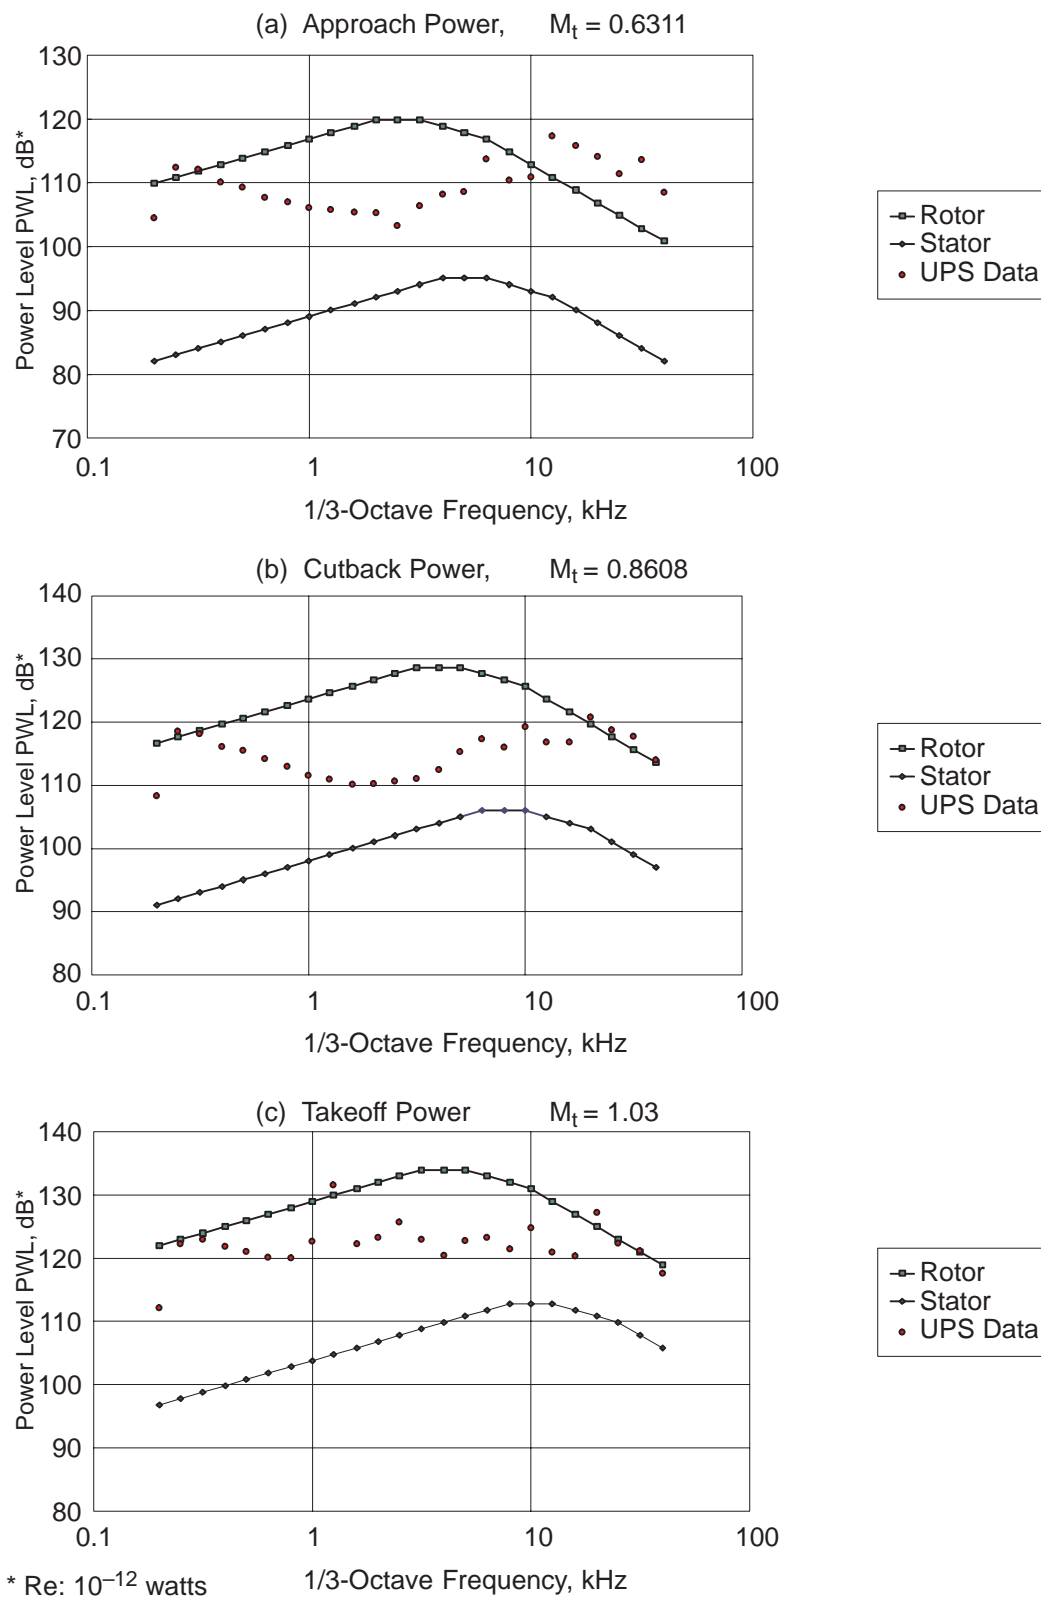 (a) Approach Power, Mt = 0.6311
130
120
110
100
90
80
70
Power Level PWL, dB*
0.1 1 10 100
1/3-Octave Frequency, kHz
Rotor
Stator
UPS Data
(b) Cutback Power, Mt = 0.8608
140
130
120
110
100
90
80
Power Level PWL, dB*
0.1 1 10 100
1/3-Octave Frequency, kHz
Rotor
Stator
UPS Data
(c) Takeoff Power Mt = 1.03
140
130
120
110
100
90
80
Power Level PWL, dB*
0.1 1 10 100
1/3-Octave Frequency, kHz
Rotor
Stator
UPS Data
* Re: 10–12 watts